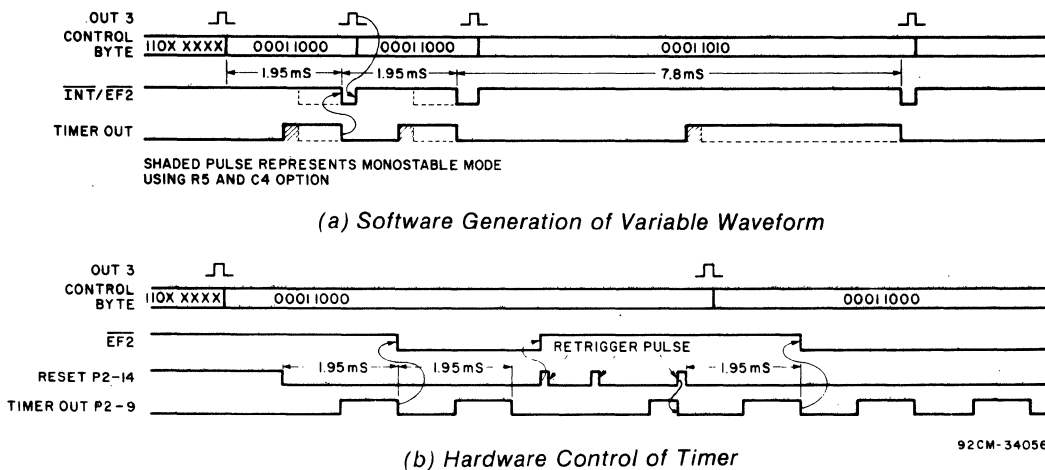 OUT 3
CONTROL BYTE
110X XXXX 00011000 00011000 00011010
1.95mS 1.95mS 7.8mS
INT/EF2
TIMER OUT
SHADED PULSE REPRESENTS MONOSTABLE MODE
USING R5 AND C4 OPTION
(a) Software Generation of Variable Waveform
OUT 3
CONTROL BYTE
110X XXXX 00011000 00011000
EF2
RETRIGGER PULSE
1.95mS 1.95mS 1.95mS
RESET P2-14
TIMER OUT P2-9
92CM-34056
(b) Hardware Control of Timer